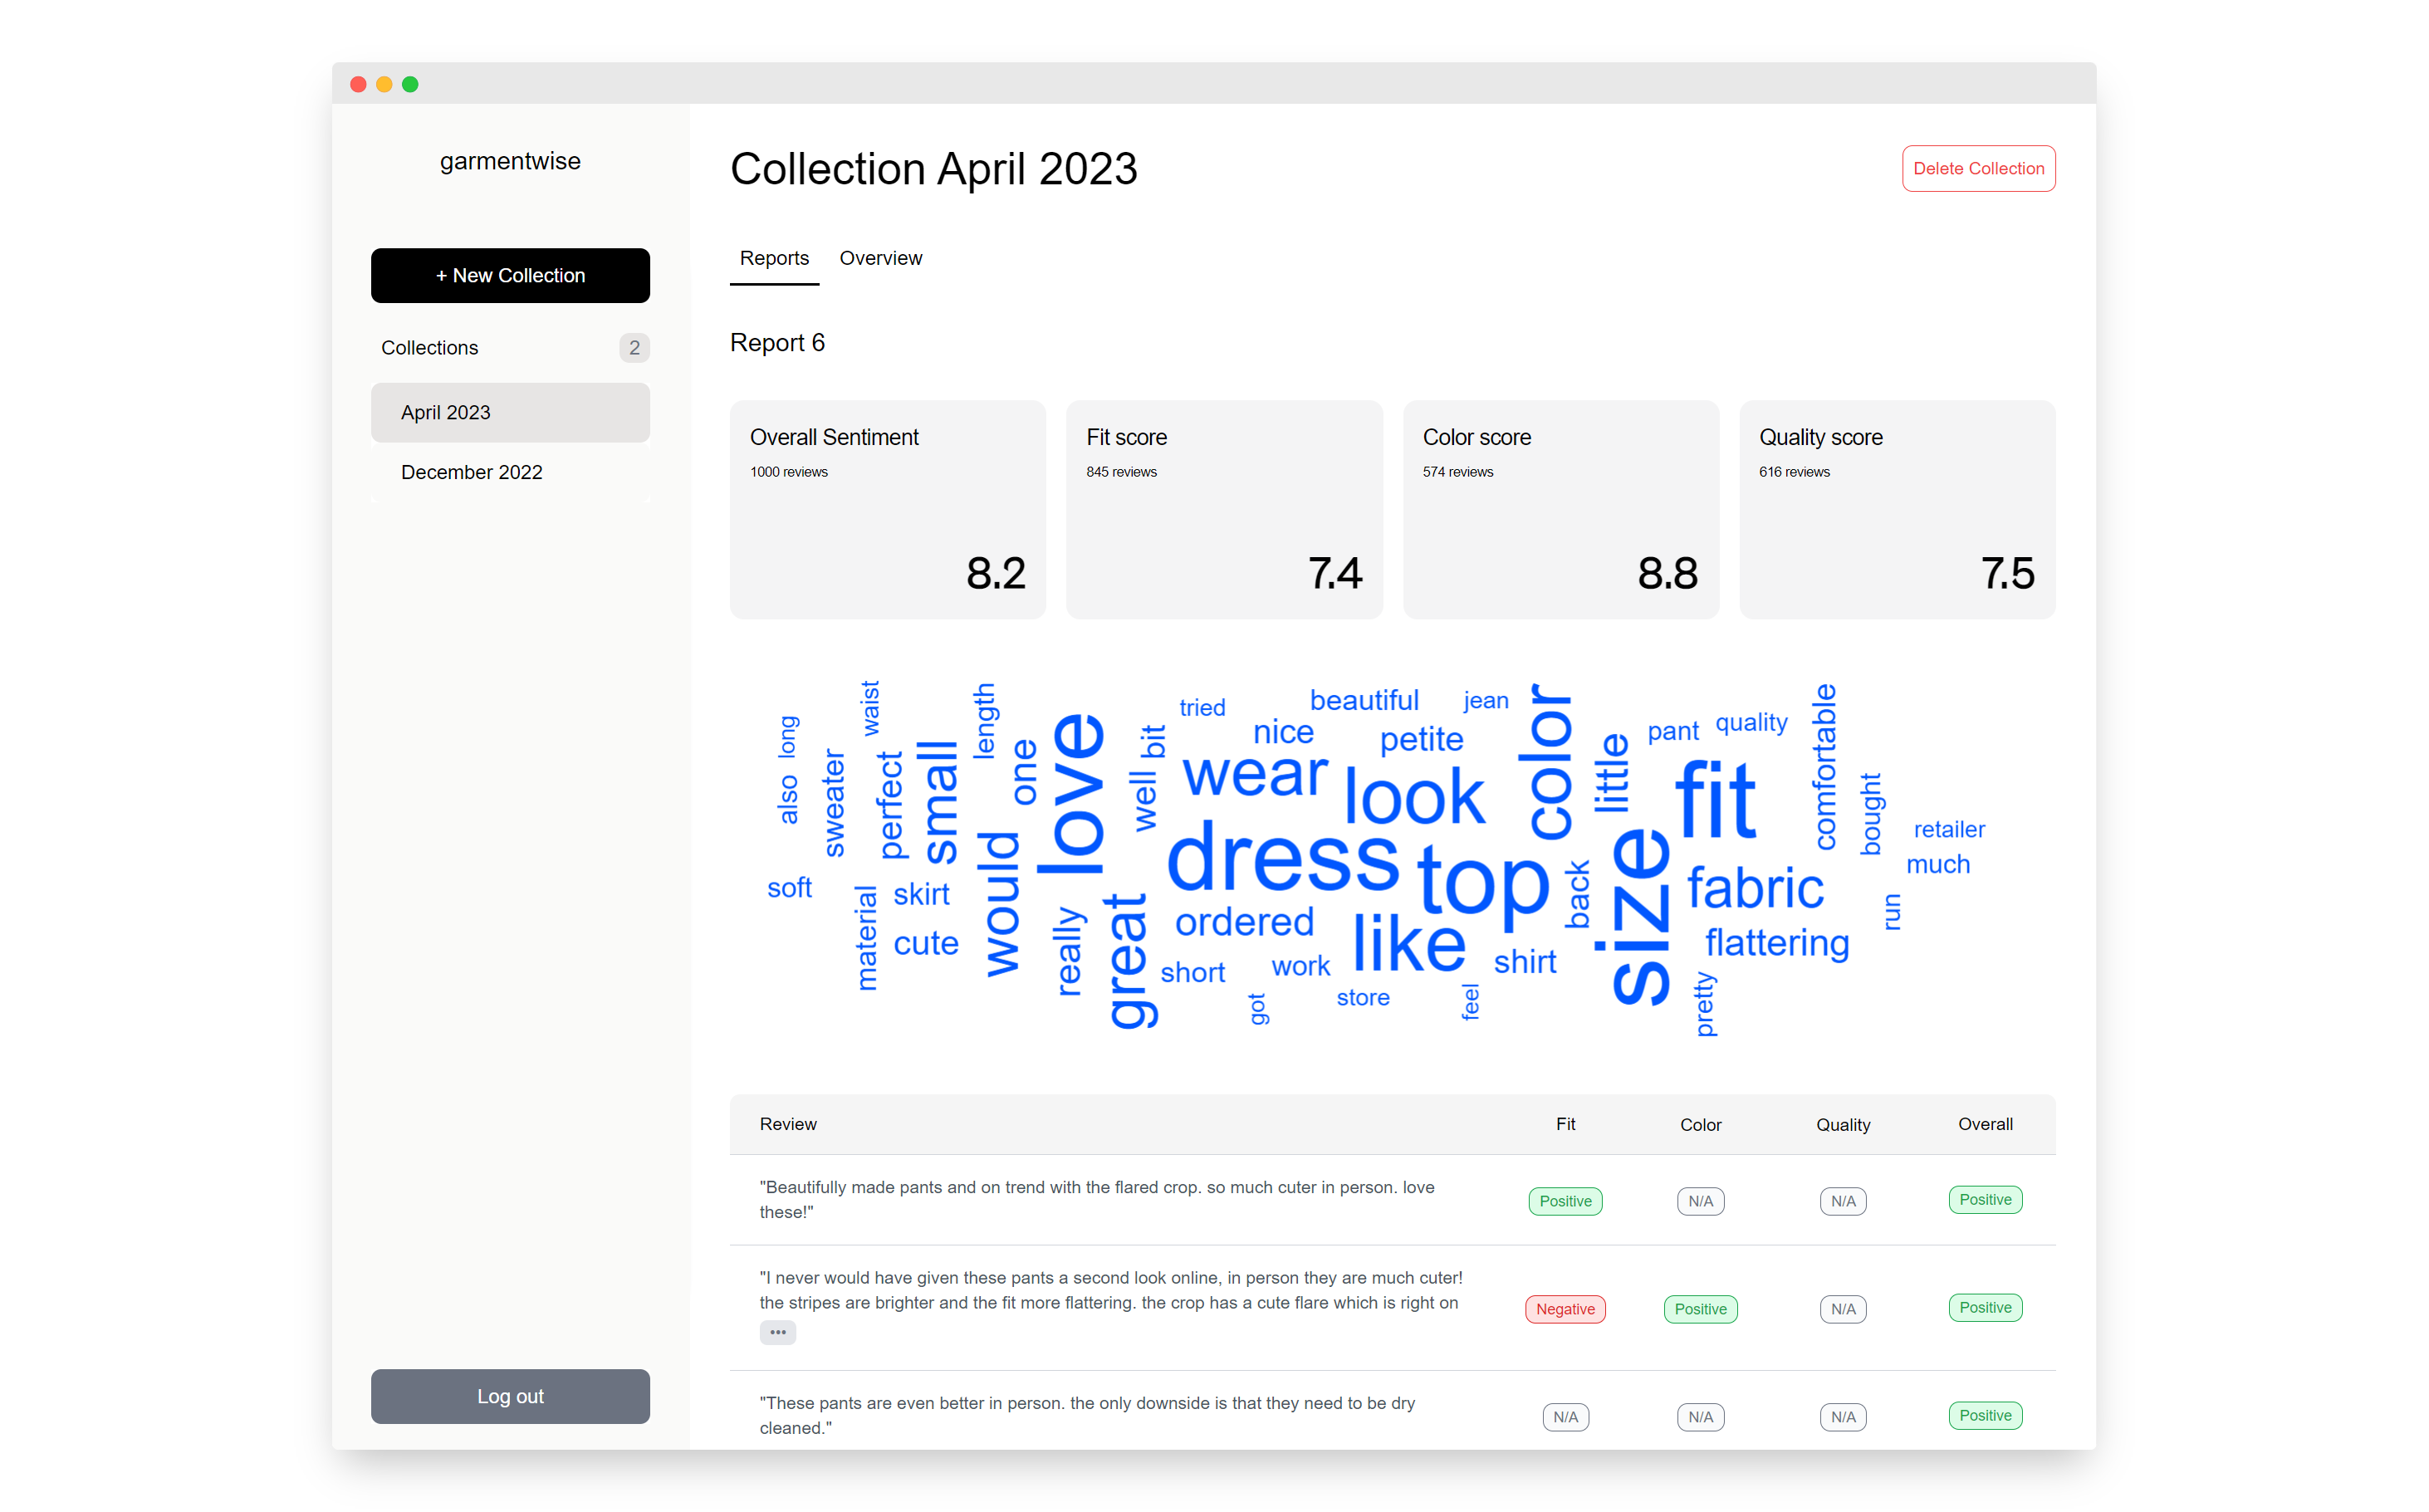 garmentwise
+ New Collection
Collections
2
April 2023
December 2022
Log out
Collection April 2023
Delete Collection
Reports
Overview
Report 6
Overall Sentiment
1000 reviews
8.2
Fit score
845 reviews
7.4
Color score
574 reviews
8.8
Quality score
616 reviews
7.5
also
long
waist
sweater
perfect
small
length
one
love
bit
well
tried
nice
beautiful
jean
petite
wear
look
color
little
pant
quality
comfortable
fit
bought
retailer
much
soft
material
skirt
cute
would
really
great
dress
top
back
size
fabric
run
ordered
like
shirt
flattering
short
work
got
store
feel
pretty
Review
Fit
Color
Quality
Overall
"Beautifully made pants and on trend with the flared crop. so much cuter in person. love
these!"
Positive
N/A
N/A
Positive
"I never would have given these pants a second look online, in person they are much cuter!
the stripes are brighter and the fit more flattering. the crop has a cute flare which is right on
•••
Negative
Positive
N/A
Positive
"These pants are even better in person. the only downside is that they need to be dry
cleaned."
N/A
N/A
N/A
Positive